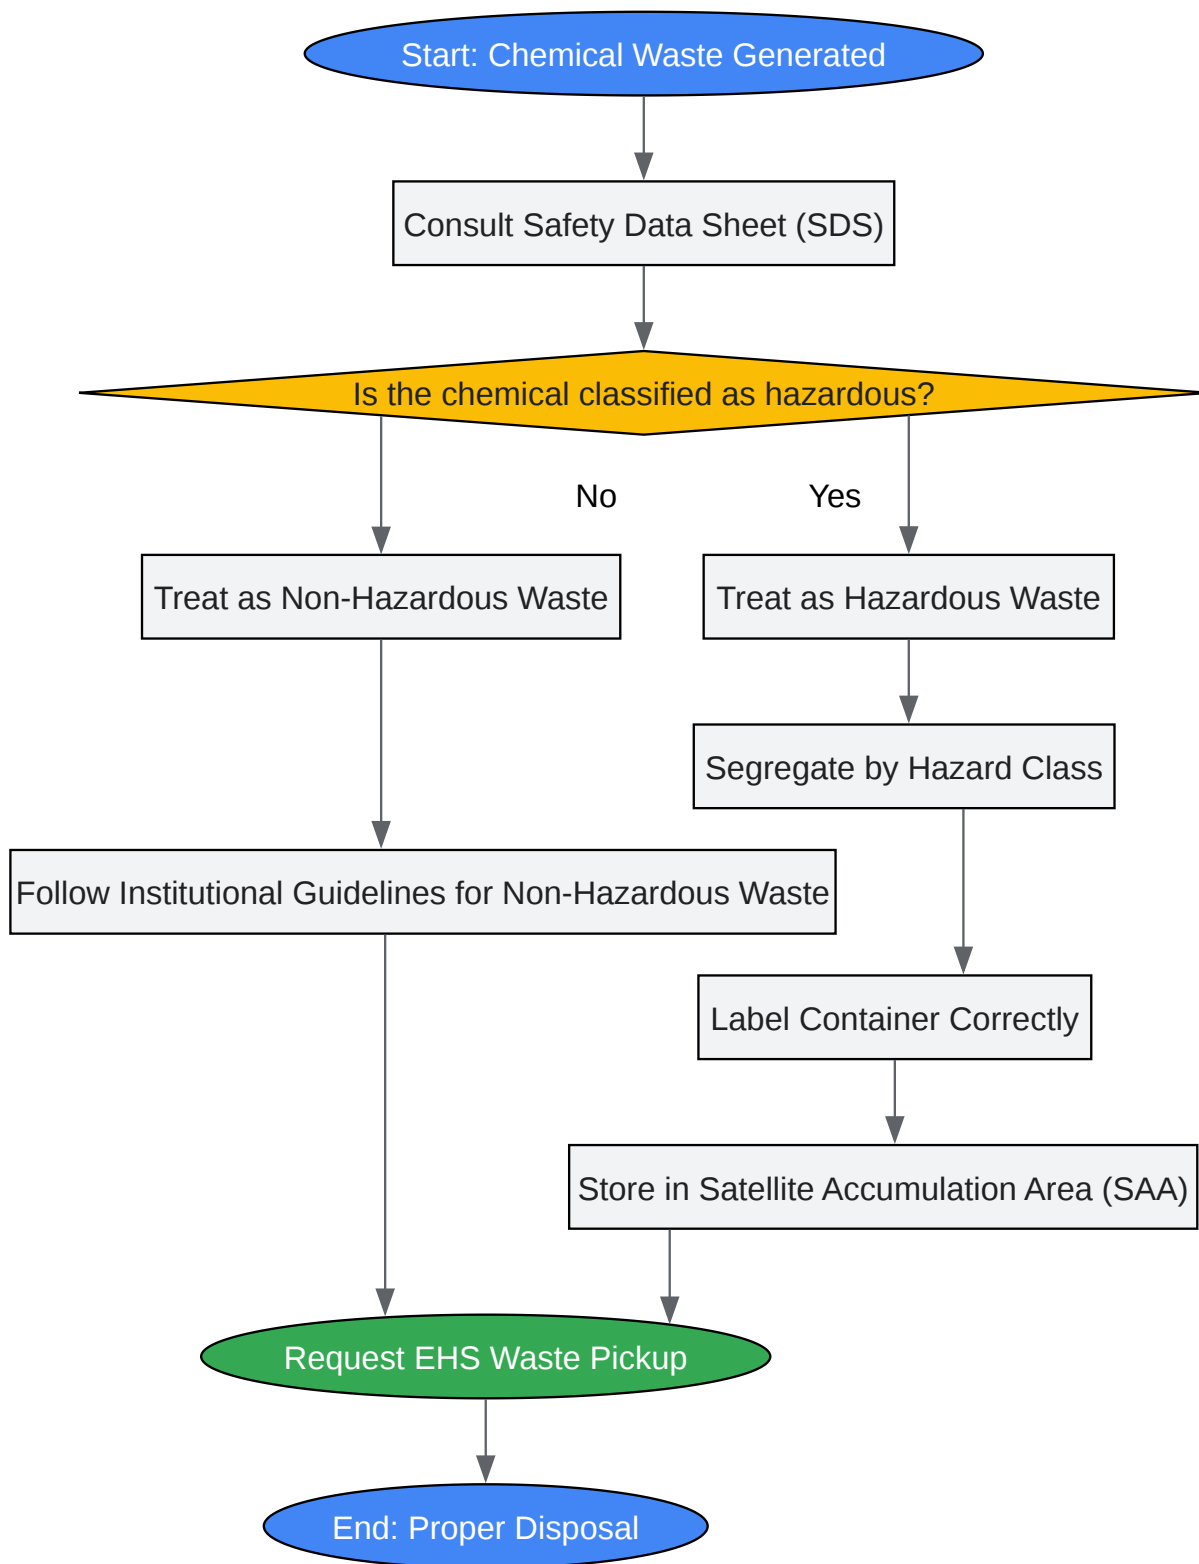 Start: Chemical Waste Generated
Consult Safety Data Sheet (SDS)
Is the chemical classified as hazardous?
No
Yes
Treat as Non-Hazardous Waste
Treat as Hazardous Waste
Segregate by Hazard Class
Follow Institutional Guidelines for Non-Hazardous Waste
Label Container Correctly
Store in Satellite Accumulation Area (SAA)
Request EHS Waste Pickup
End: Proper Disposal